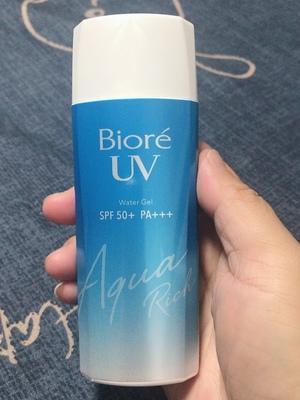 Bioré
UV
Water Gel
SPF 50+ PA+++
Aqua
Rich